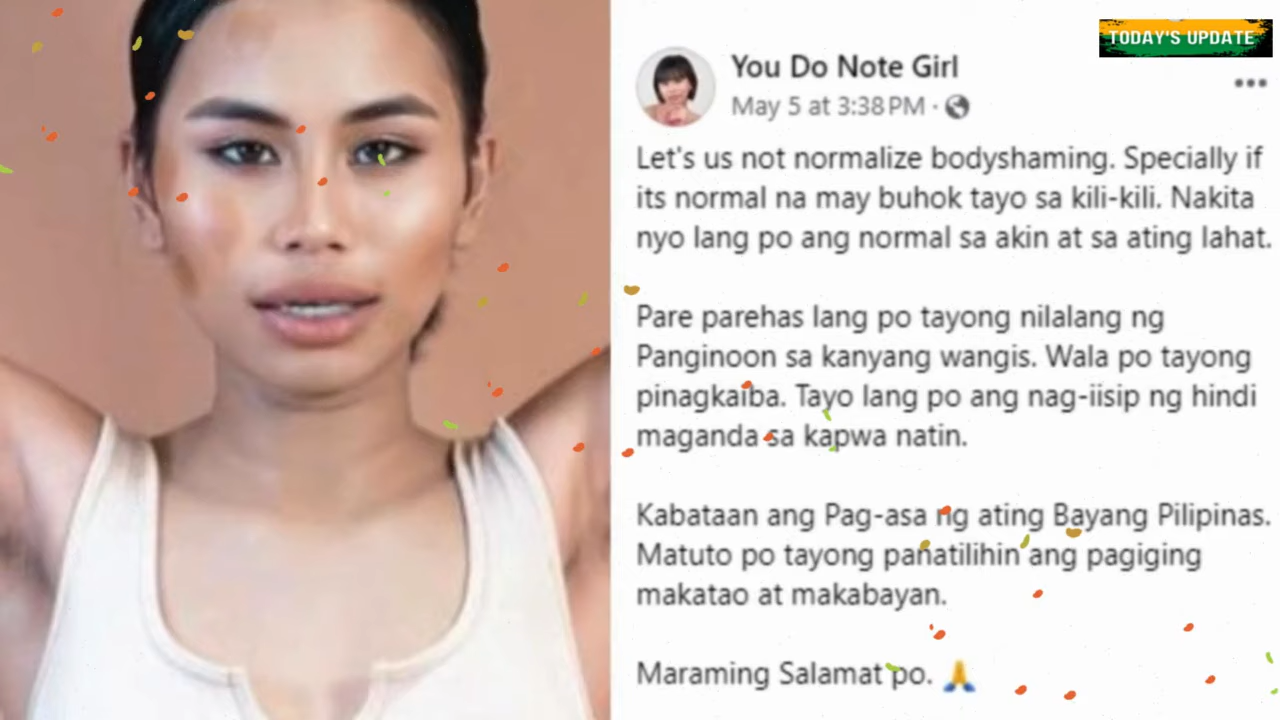 TODAY'S UPDATE
You Do Note Girl
May 5 at 3:38 PM ·
Let's us not normalize bodyshaming. Specially if
its normal na may buhok tayo sa kili-kili. Nakita
nyo lang po ang normal sa akin at sa ating lahat.
Pare parehas lang po tayong nilalang ng
Panginoon sa kanyang wangis. Wala po tayong
pinagkaiba. Tayo lang po ang nag-iisip ng hindi
maganda sa kapwa natin.
Kabataan ang Pag-asa ng ating Bayang Pilipinas.
Matuto po tayong panatilihin ang pagiging
makatao at makabayan.
Maraming Salamat po. 🙏